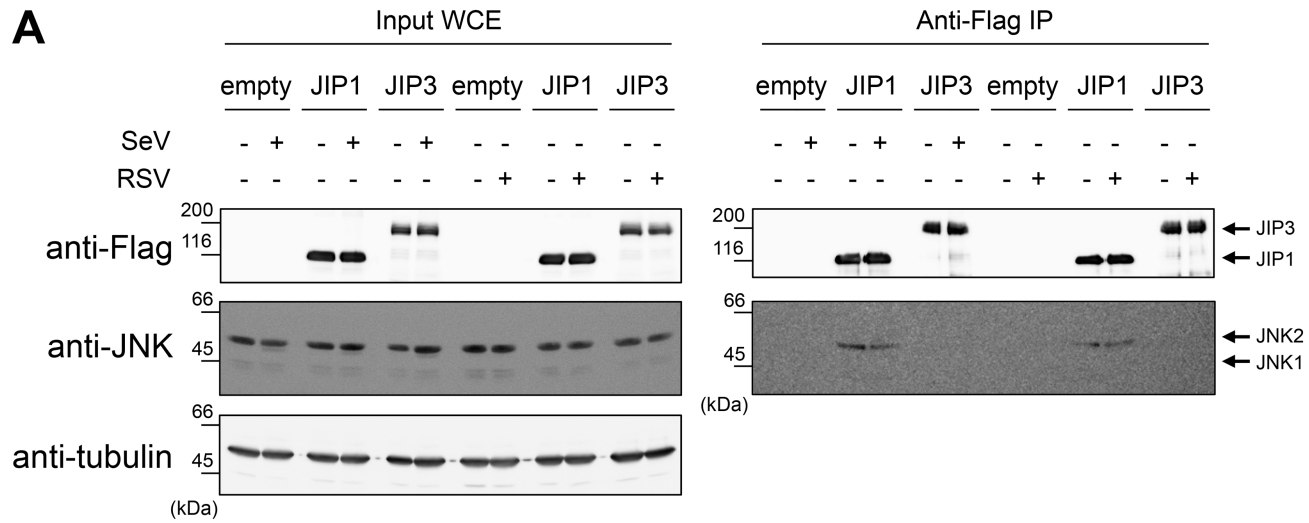 A
Input WCE Anti-Flag IP
empty JIP1 JIP3 empty JIP1 JIP3 empty JIP1 JIP3 empty JIP1 JIP3
SeV - + - + - + - - - - - - - + - + - + - - - - - -
RSV - - - - - - - + - + - + - - - - - - - + - + - +
anti-Flag 200 200 JIP3
116 116 JIP1
anti-JNK 66 66 JNK2
45 45 JNK1
(kDa)
anti-tubulin 66
45
(kDa)